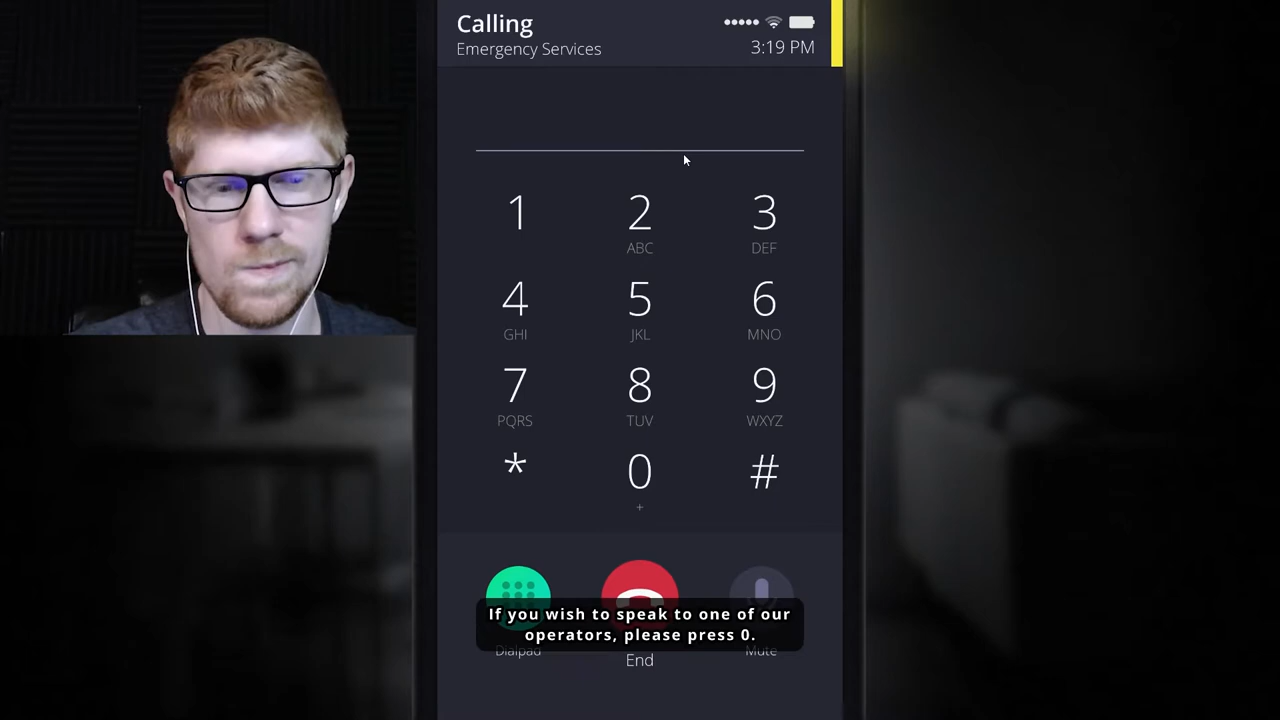 Calling
Emergency Services
3:19 PM
1
2
3
ABC
DEF
4
5
6
GHI
JKL
MNO
7
8
9
PQRS
TUV
WXYZ
*
0
#
+
If you wish to speak to one of our
operators, please press 0.
Dialpad
End
Mute